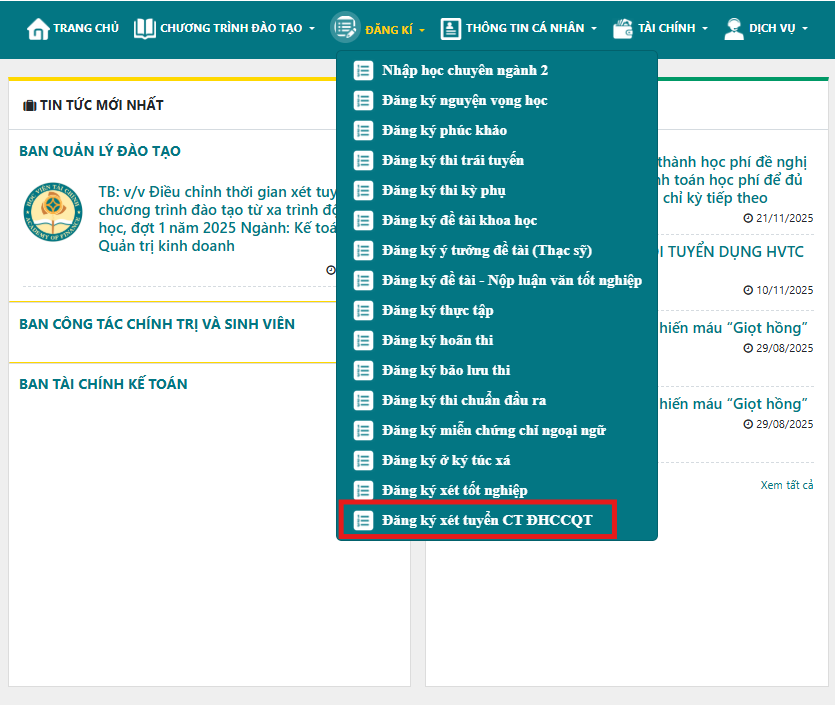 TRANG CHỦ
CHƯƠNG TRÌNH ĐÀO TẠO
ĐĂNG KÍ
THÔNG TIN CÁ NHÂN
TÀI CHÍNH
DỊCH VỤ
Nhập học chuyên ngành 2
Đăng ký nguyện vọng học
Đăng ký phúc khảo
Đăng ký thi trái tuyến
Đăng ký thi kỳ phụ
Đăng ký đề tài khoa học
Đăng ký ý tưởng đề tài (Thạc sỹ)
Đăng ký đề tài - Nộp luận văn tốt nghiệp
Đăng ký thực tập
Đăng ký hoãn thi
Đăng ký bảo lưu thi
Đăng ký thi chuẩn đầu ra
Đăng ký miễn chứng chỉ ngoại ngữ
Đăng ký ở ký túc xá
Đăng ký xét tốt nghiệp
Đăng ký xét tuyển CT ĐHCCQT
TIN TỨC MỚI NHẤT
BAN QUẢN LÝ ĐÀO TẠO
HỌC VIỆN TÀI CHÍNH
ACADEMY OF FINANCE
TB: v/v Điều chỉnh thời gian xét tuy
chương trình đào tạo từ xa trình đ
học, đợt 1 năm 2025 Ngành: Kế toá
Quản trị kinh doanh
BAN CÔNG TÁC CHÍNH TRỊ VÀ SINH VIÊN
BAN TÀI CHÍNH KẾ TOÁN
thành học phí đề nghị
nh toán học phí để đủ
chỉ kỳ tiếp theo
21/11/2025
I TUYỂN DỤNG HVTC
10/11/2025
hiến máu “Giọt hồng”
29/08/2025
hiến máu “Giọt hồng”
29/08/2025
Xem tất cả